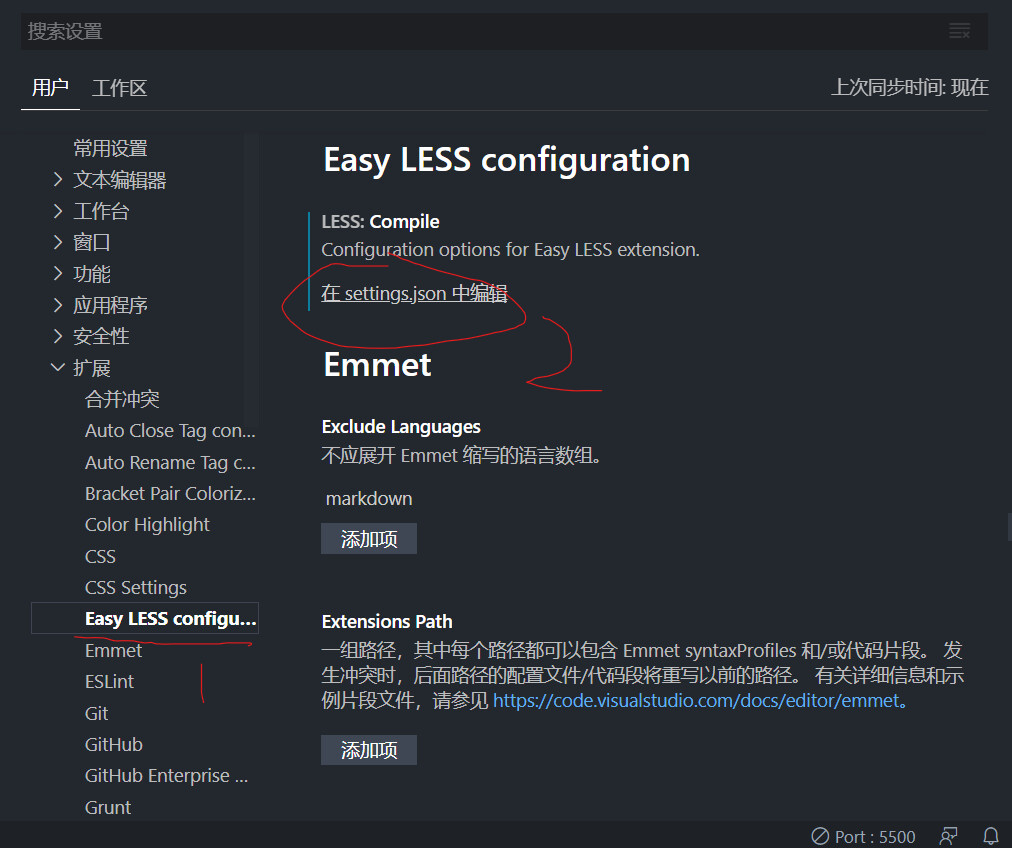 搜索设置
用户 工作区 上次同步时间: 现在
常用设置
文本编辑器
工作台
窗口
功能
应用程序
安全性
扩展
合并冲突
Auto Close Tag con...
Auto Rename Tag c...
Bracket Pair Coloriz...
Color Highlight
CSS
CSS Settings
Easy LESS configu...
Emmet
ESLint
Git
GitHub
GitHub Enterprise ...
Grunt
Easy LESS configuration
LESS: Compile
Configuration options for Easy LESS extension.
在 settings.json 中编辑
2
Emmet
Exclude Languages
不应展开 Emmet 缩写的语言数组。
markdown
添加项
Extensions Path
一组路径，其中每个路径都可以包含 Emmet syntaxProfiles 和/或代码片段。 发
生冲突时，后面路径的配置文件/代码段将重写以前的路径。 有关详细信息和示
例片段文件，请参见 https://code.visualstudio.com/docs/editor/emmet。
添加项
1
Port : 5500